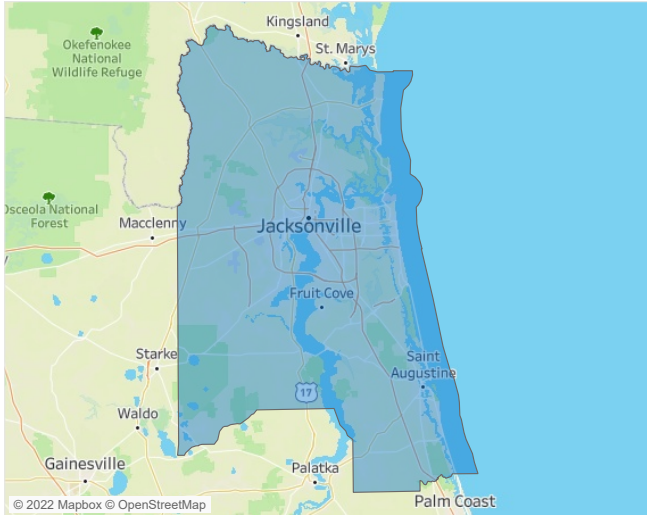 Kingsland
Okefenokee
National
Wildlife Refuge
St. Marys
Osceola National
Forest
Macclenny
Jacksonville
Fruit Cove
Starke
Saint
Augustine
17
Waldo
Gainesville
Palatka
Palm Coast
© 2022 Mapbox © OpenStreetMap